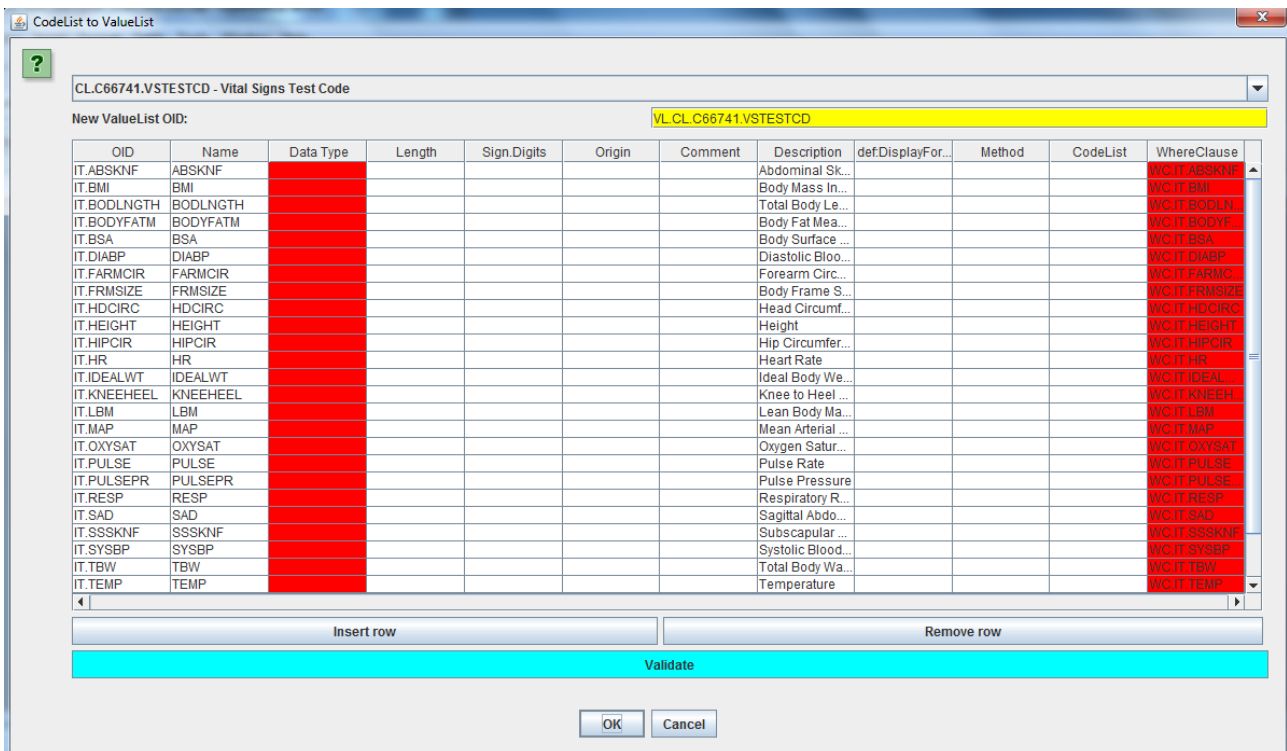 CodeList to ValueList
x
?
CL.C66741.VSTESTCD - Vital Signs Test Code
New ValueList OID: VL.CL.C66741.VSTESTCD
OID Name Data Type Length Sign.Digits Origin Comment Description def:DisplayFor... Method CodeList WhereClause
IT.ABSKNF ABSKNF Abdominal Sk... WC.IT.ABSKNF
IT.BMI BMI Body Mass In... WC.IT.BMI
IT.BODLNGTH BODLNGTH Total Body Le... WC.IT.BODLN...
IT.BODYFATM BODYFATM Body Fat Mea... WC.IT.BODYF...
IT.BSA BSA Body Surface ... WC.IT.BSA
IT.DIABP DIABP Diastolic Bloo... WC.IT.DIABP
IT.FARMCIR FARMCIR Forearm Circ... WC.IT.FARMC...
IT.FRMSIZE FRMSIZE Body Frame S... WC.IT.FRMSIZE
IT.HDCIRC HDCIRC Head Circumf... WC.IT.HDCIRC
IT.HEIGHT HEIGHT Height WC.IT.HEIGHT
IT.HIPCIR HIPCIR Hip Circumfer... WC.IT.HIPCIR
IT.HR HR Heart Rate WC.IT.HR
IT.IDEALWT IDEALWT Ideal Body We... WC.IT.IDEAL...
IT.KNEEHEEL KNEEHEEL Knee to Heel ... WC.IT.KNEEH...
IT.LBM LBM Lean Body Ma... WC.IT.LBM
IT.MAP MAP Mean Arterial ... WC.IT.MAP
IT.OXYSAT OXYSAT Oxygen Satur... WC.IT.OXYSAT
IT.PULSE PULSE Pulse Rate WC.IT.PULSE
IT.PULSEPR PULSEPR Pulse Pressure WC.IT.PULSE...
IT.RESP RESP Respiratory R... WC.IT.RESP
IT.SAD SAD Sagittal Abdo... WC.IT.SAD
IT.SSSKNF SSSKNF Subscapular ... WC.IT.SSSKNF
IT.SYSBP SYSBP Systolic Blood... WC.IT.SYSBP
IT.TBW TBW Total Body Wa... WC.IT.TBW
IT.TEMP TEMP Temperature WC.IT.TEMP
Insert row Remove row
Validate
OK Cancel